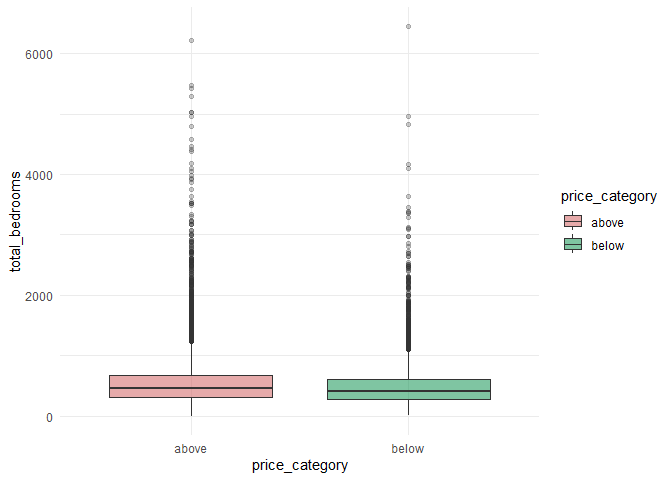 6000
4000
2000
0
total_bedrooms
above
below
price_category
price_category
above
below